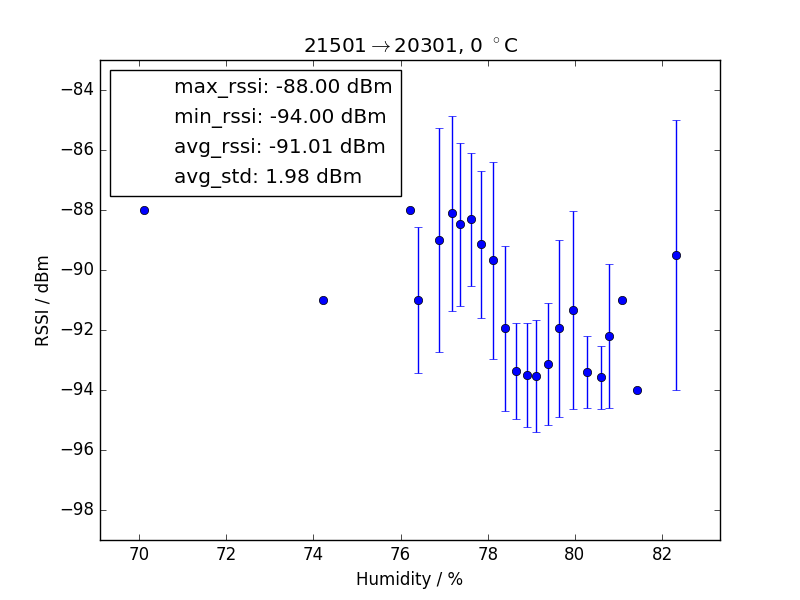 21501→20301, 0 °C
max_rssi: -88.00 dBm
min_rssi: -94.00 dBm
avg_rssi: -91.01 dBm
avg_std: 1.98 dBm
RSSI / dBm
−84
−86
−88
−90
−92
−94
−96
−98
70 72 74 76 78 80 82
Humidity / %